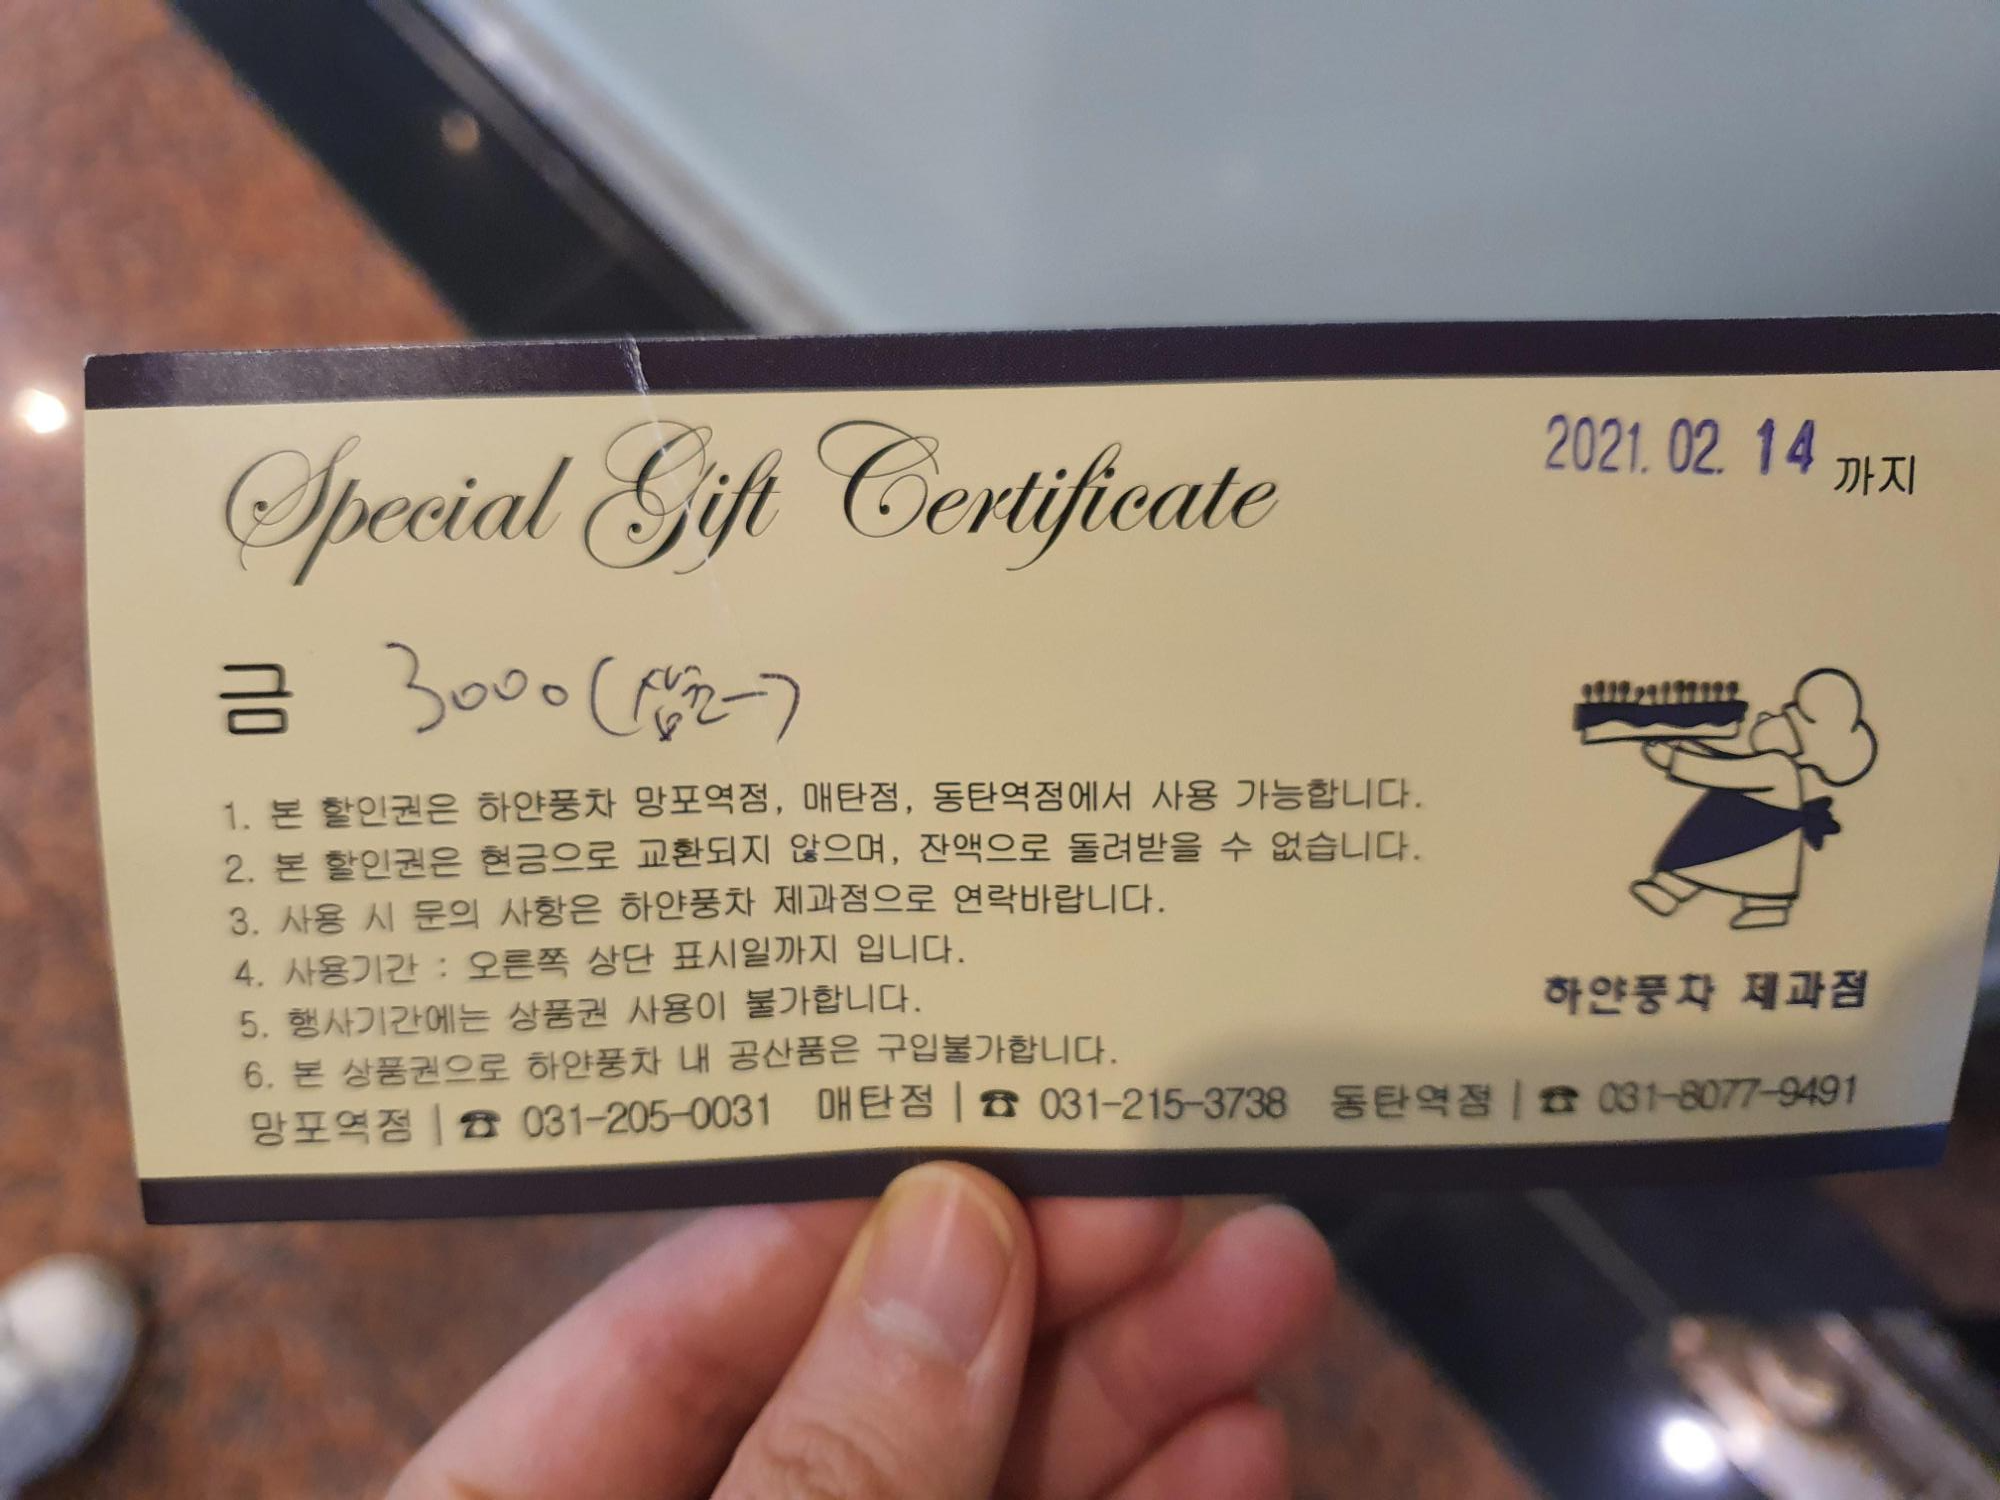 Special Gift Certificate
2021. 02. 14 까지
금 3000(삼천-)
1. 본 할인권은 하얀풍차 망포역점, 매탄점, 동탄역점에서 사용 가능합니다.
2. 본 할인권은 현금으로 교환되지 않으며, 잔액으로 돌려받을 수 없습니다.
3. 사용 시 문의 사항은 하얀풍차 제과점으로 연락바랍니다.
4. 사용기간 : 오른쪽 상단 표시일까지 입니다.
5. 행사기간에는 상품권 사용이 불가합니다.
6. 본 상품권으로 하얀풍차 내 공산품은 구입불가합니다.
하얀풍차 제과점
망포역점 | ☎ 031-205-0031 매탄점 | ☎ 031-215-3738 동탄역점 | ☎ 031-8077-9491